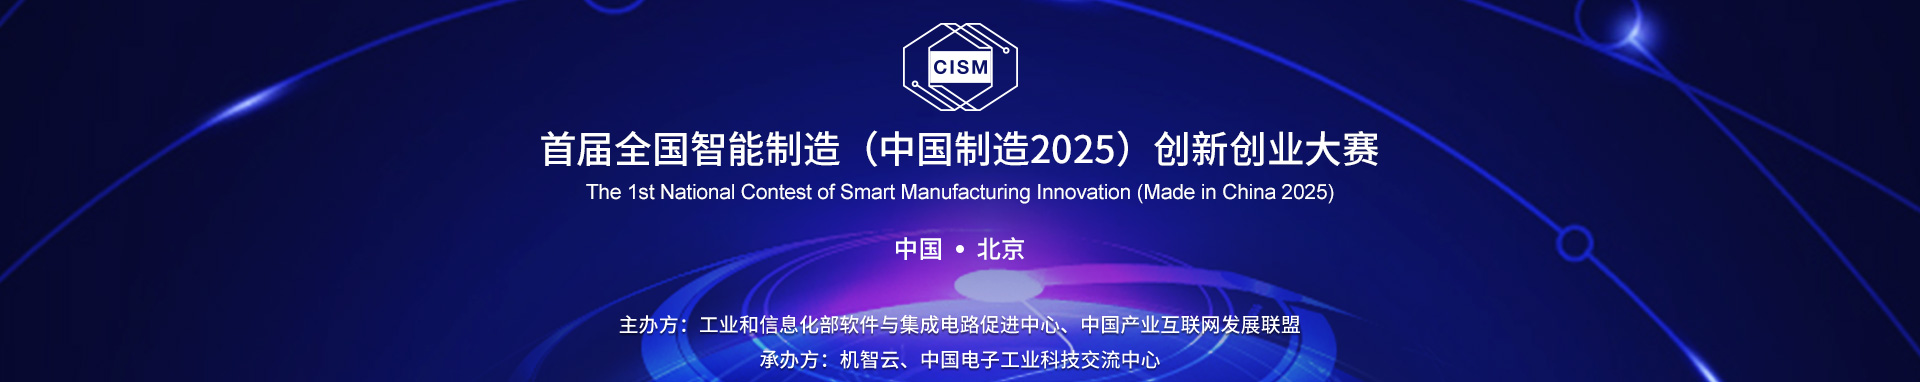 CISM
首届全国智能制造（中国制造2025）创新创业大赛
The 1st National Contest of Smart Manufacturing Innovation (Made in China 2025)
中国 • 北京
主办方：工业和信息化部软件与集成电路促进中心、中国产业互联网发展联盟
承办方：机智云、中国电子工业科技交流中心